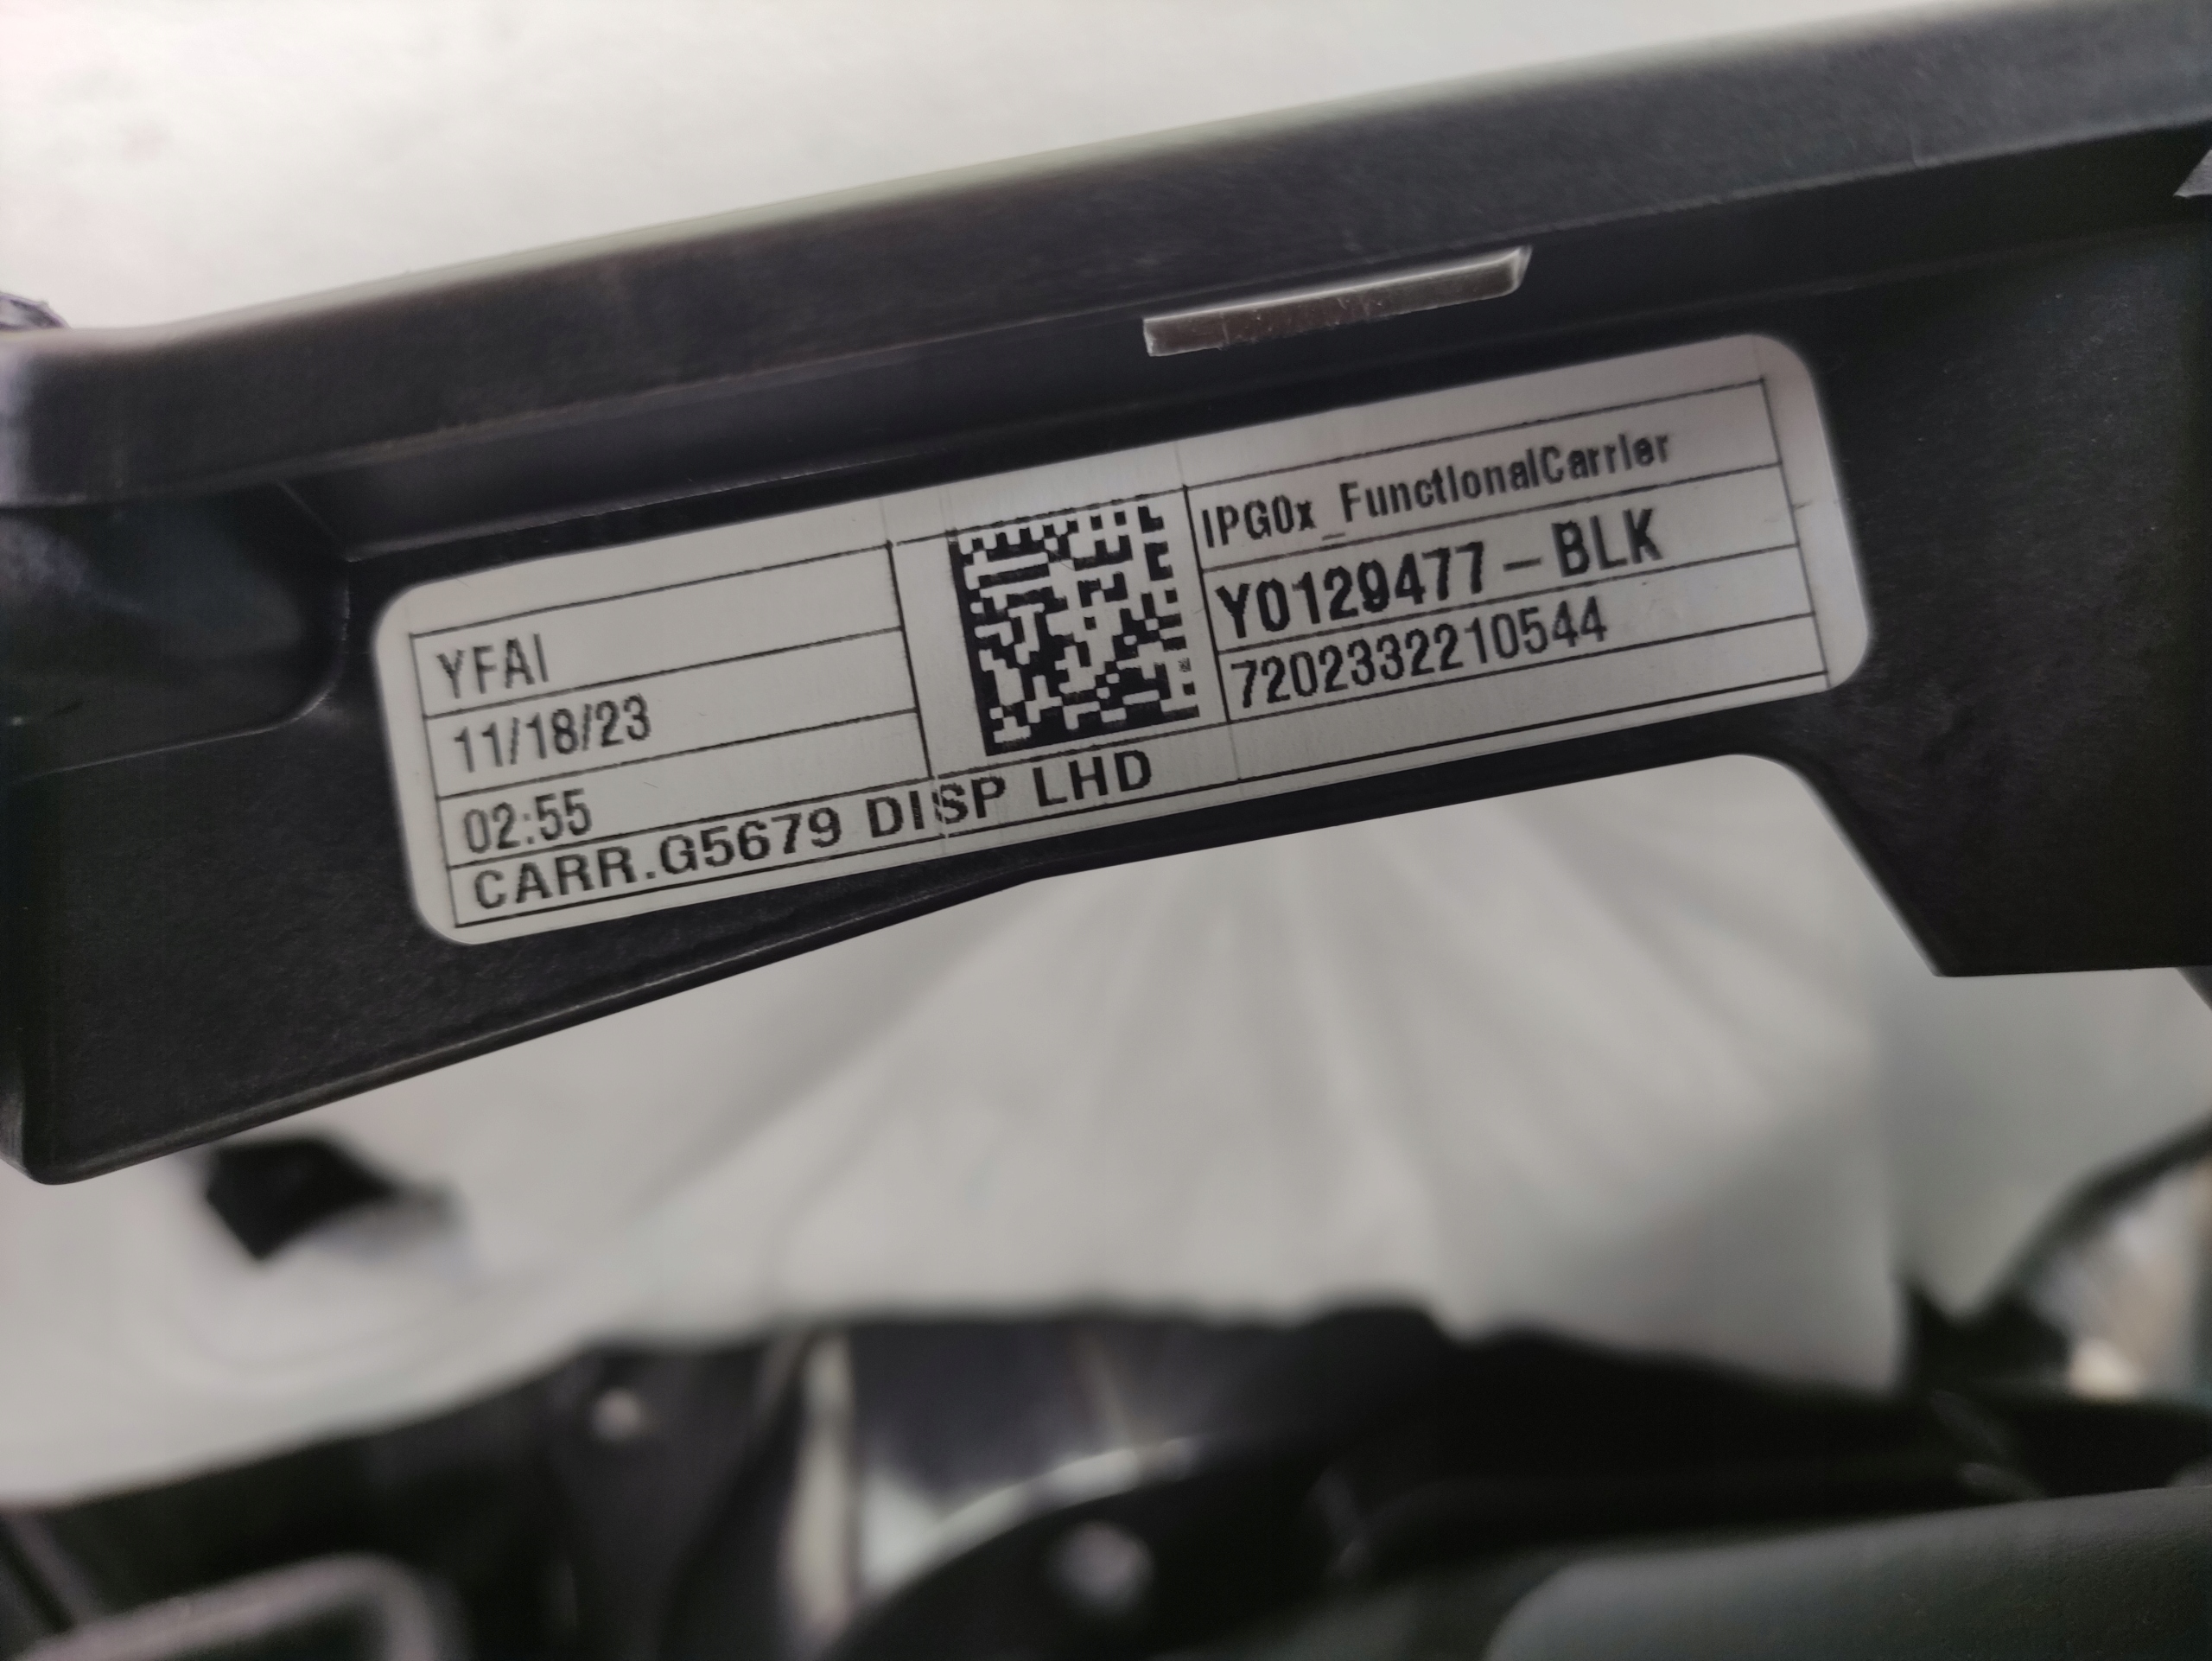 YFAI
11/18/23
02:55
IPG0x_FunctionalCarrier
Y0129477-BLK
7202332210544
CARR.G5679 DISP LHD